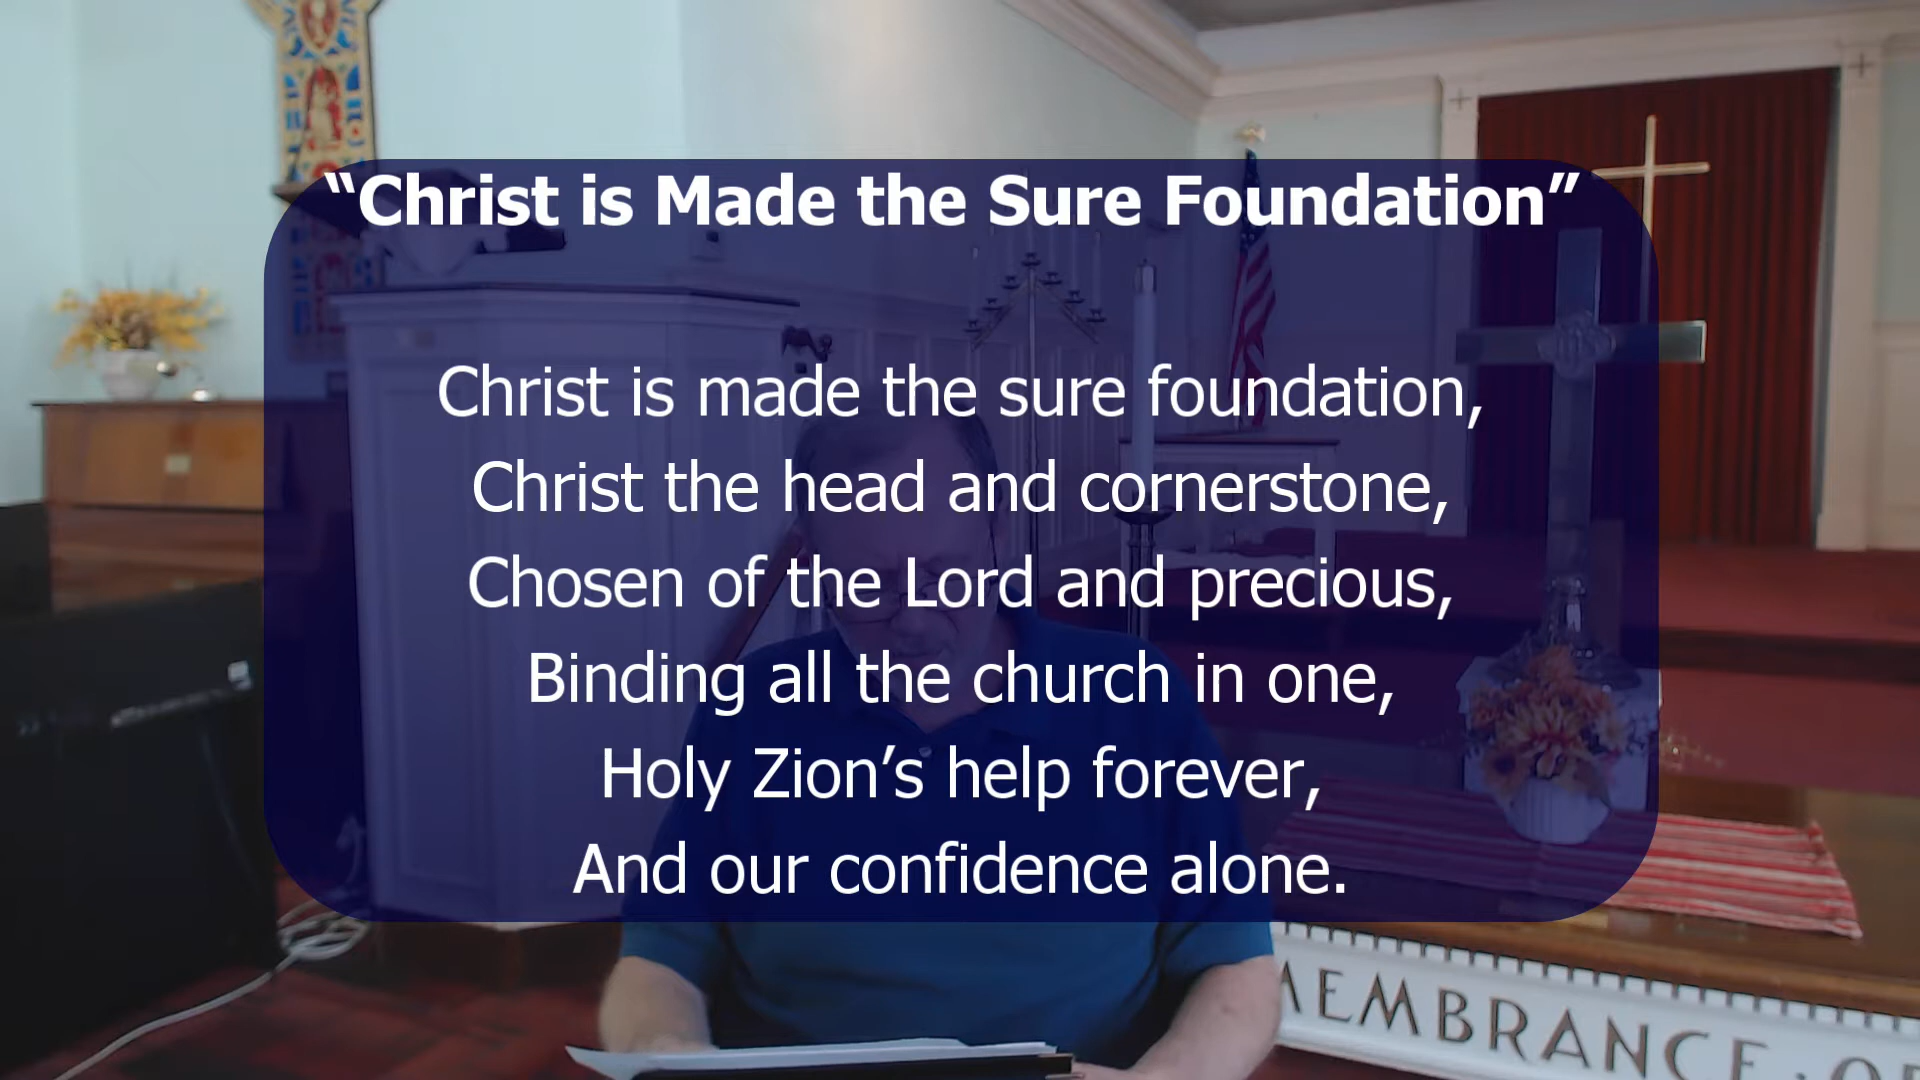 “Christ is Made the Sure Foundation”
Christ is made the sure foundation,
Christ the head and cornerstone,
Chosen of the Lord and precious,
Binding all the church in one,
Holy Zion’s help forever,
And our confidence alone.